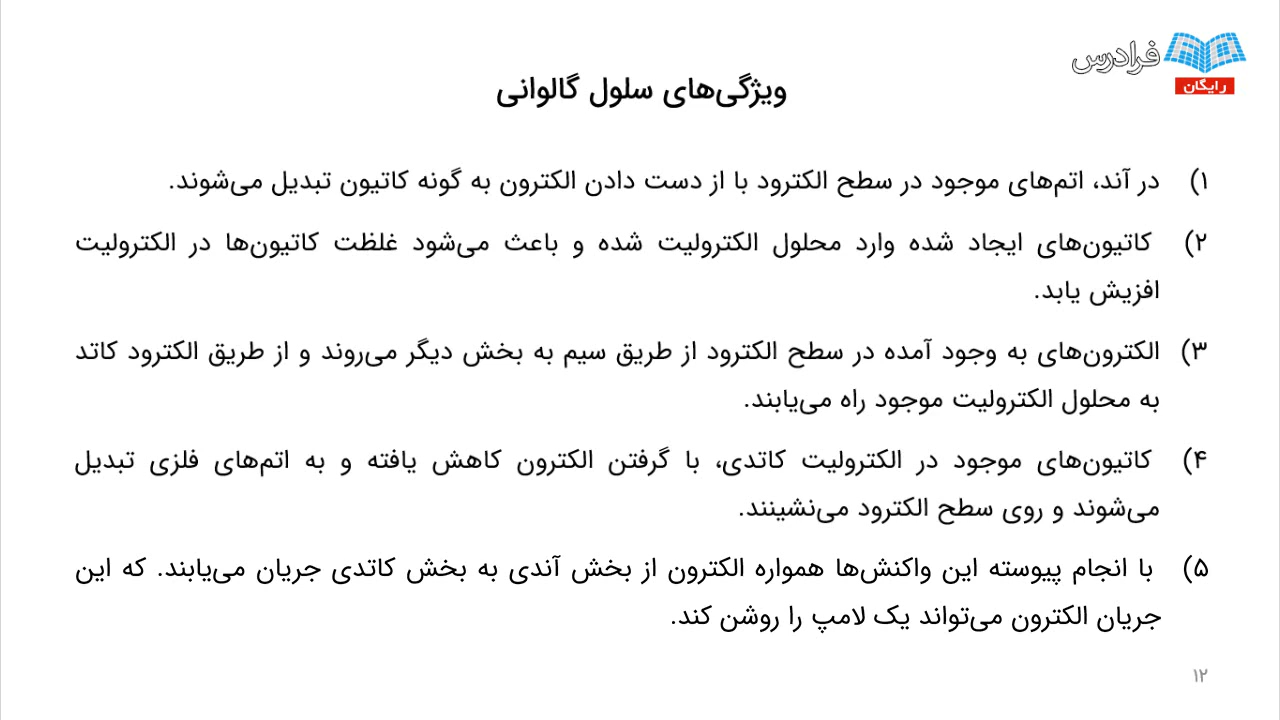 فرادرس
رایگان
ویژگی‌های سلول گالوانی
۱) در آند، اتم‌های موجود در سطح الکترود با از دست دادن الکترون به گونه کاتیون تبدیل می‌شوند.
۲) کاتیون‌های ایجاد شده وارد محلول الکترولیت شده و باعث می‌شود غلظت کاتیون‌ها در الکترولیت
افزیش یابد.
۳) الکترون‌های به وجود آمده در سطح الکترود از طریق سیم به بخش دیگر می‌روند و از طریق الکترود کاتد
به محلول الکترولیت موجود راه می‌یابند.
۴) کاتیون‌های موجود در الکترولیت کاتدی، با گرفتن الکترون کاهش یافته و به اتم‌های فلزی تبدیل
می‌شوند و روی سطح الکترود می‌نشینند.
۵) با انجام پیوسته این واکنش‌ها همواره الکترون از بخش آندی به بخش کاتدی جریان می‌یابند. که این
جریان الکترون می‌تواند یک لامپ را روشن کند.
۱۲